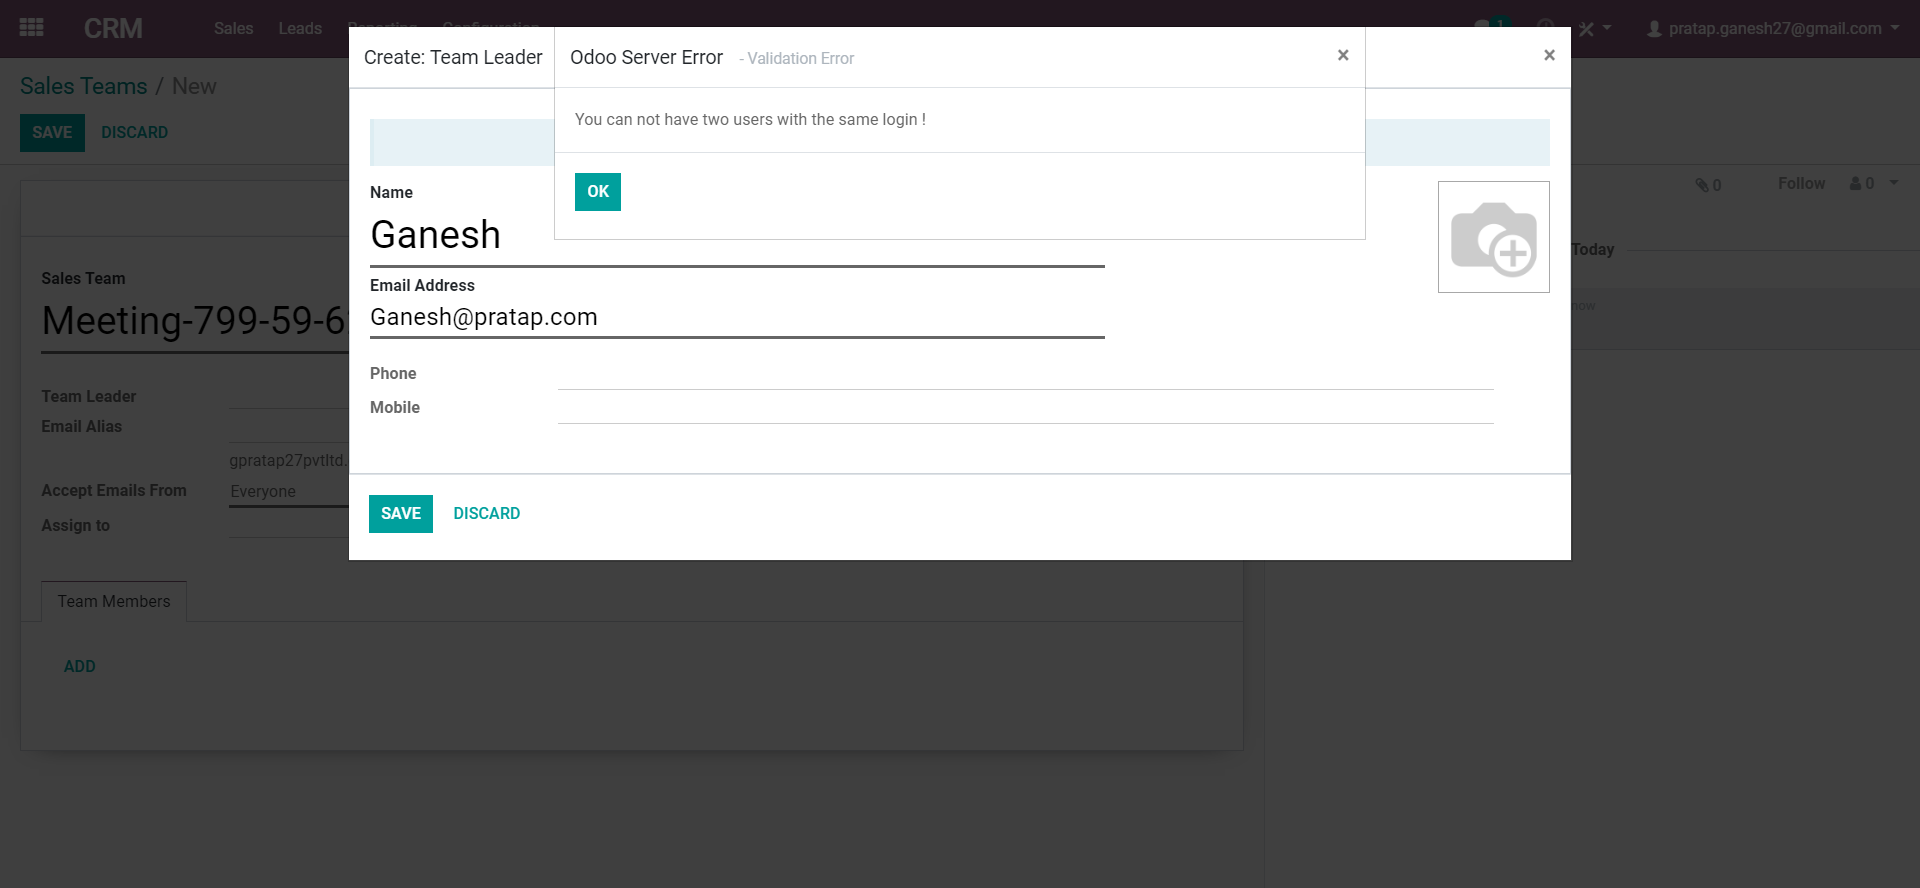 CRM
Sales
Leads
Reporting
Configuration
1
pratap.ganesh27@gmail.com
Sales Teams / New
SAVE
DISCARD
Create: Team Leader
Odoo Server Error
- Validation Error
×
×
You can not have two users with the same login !
OK
Name
Ganesh
Email Address
Ganesh@pratap.com
Phone
Mobile
SAVE
DISCARD
0
Follow
0
Today
now
Sales Team
Meeting-799-59-6
Team Leader
Email Alias
gpratap27pvtltd.
Accept Emails From
Everyone
Assign to
Team Members
ADD